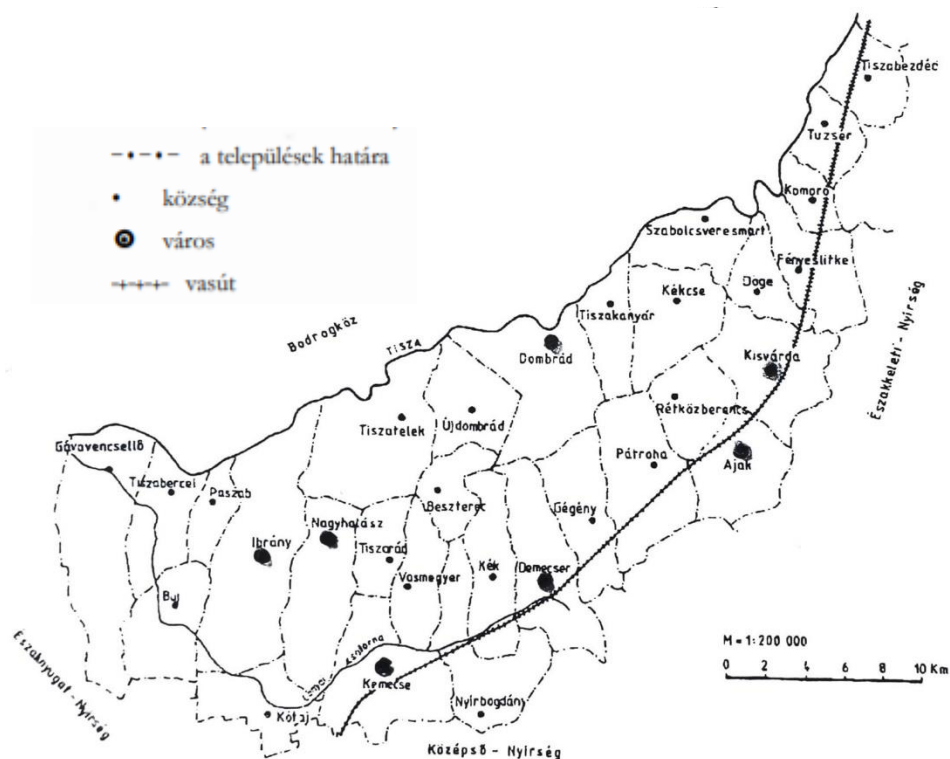 Tiszabezdéd
a települések határa
Tuzser
község
Komoró
város
Szabolcsveresmart
Fényeslitke
vasút
Döge
Kékcse
Tiszakanyár
Bodrogköz
TISZA
Dombrád
Kisvárda
Északkeleti - Nyírség
Rétközberencs
Tiszatelek
Újdombrád
Gávavencsellő
Pátroha
Ajak
Tiszabercel
Paszab
Beszterec
Gégény
Nagyhalász
Ibrány
Tiszarád
Kék
Demecser
Vasmegyer
Buj
csatorna
M = 1:200 000
0 2 4 6 8 10 Km
Északnyugat - Nyírség
Kemecse
Nyírbogdány
Kótaj
Középső - Nyírség